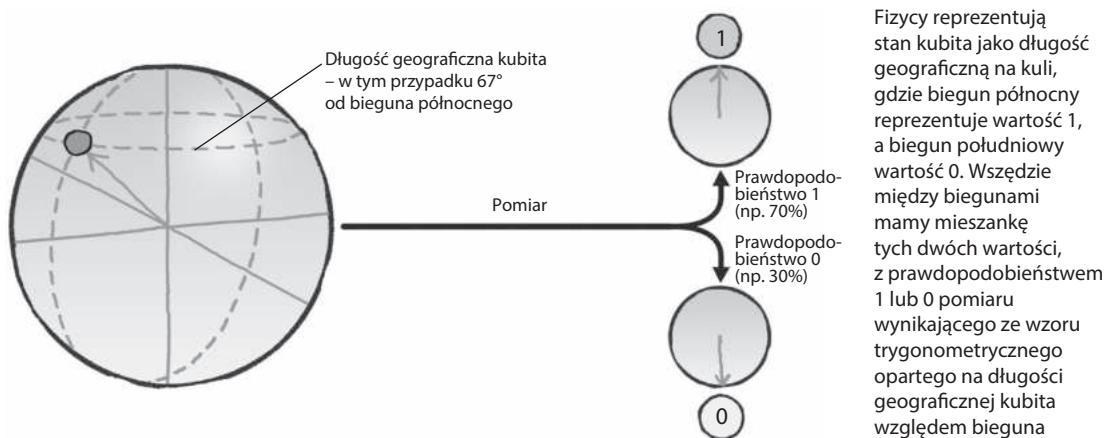 Długość geograficzna kubita
– w tym przypadku 67°
od bieguna północnego
Pomiar
1
Prawdopodo-
bieństwo 1
(np. 70%)
Prawdopodo-
bieństwo 0
(np. 30%)
0
Fizycy reprezentują
stan kubita jako długość
geograficzną na kuli,
gdzie biegun północny
reprezentuje wartość 1,
a biegun południowy
wartość 0. Wszędzie
między biegunami
mamy mieszankę
tych dwóch wartości,
z prawdopodobieństwem
1 lub 0 pomiaru
wynikającego ze wzoru
trygonometrycznego
opartego na długości
geograficznej kubita
względem bieguna